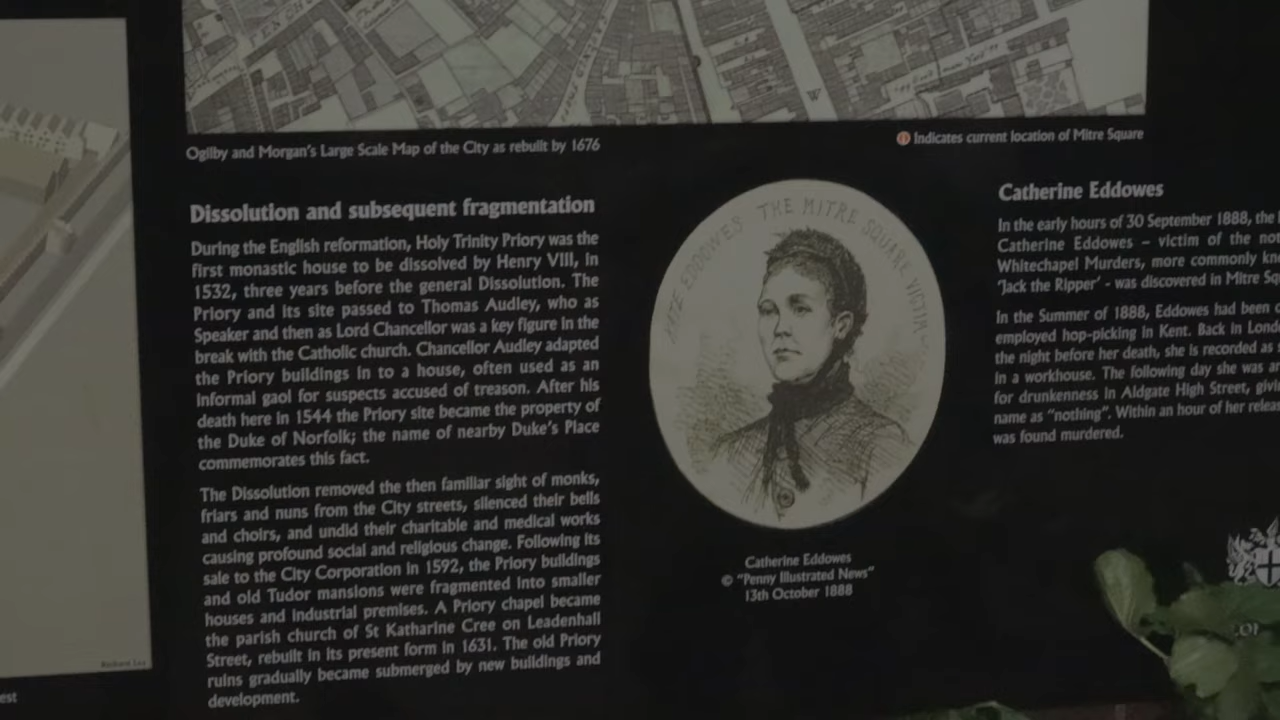 Ogilby and Morgan's Large Scale Map of the City as rebuilt by 1676
Indicates current location of Mitre Square
Dissolution and subsequent fragmentation
During the English reformation, Holy Trinity Priory was the
first monastic house to be dissolved by Henry VIII, in
1532, three years before the general Dissolution. The
Priory and its site passed to Thomas Audley, who as
Speaker and then as Lord Chancellor was a key figure in the
break with the Catholic church. Chancellor Audley adapted
the Priory buildings in to a house, often used as an
informal gaol for suspects accused of treason. After his
death here in 1544 the Priory site became the property of
the Duke of Norfolk; the name of nearby Duke's Place
commemorates this fact.
The Dissolution removed the then familiar sight of monks,
friars and nuns from the City streets, silenced their bells
and choirs, and undid their charitable and medical works
causing profound social and religious change. Following its
sale to the City Corporation in 1592, the Priory buildings
and old Tudor mansions were fragmented into smaller
houses and industrial premises. A Priory chapel became
the parish church of St Katharine Cree on Leadenhall
Street, rebuilt in its present form in 1631. The old Priory
ruins gradually became submerged by new buildings and
development.
KATE EDDOWES THE MITRE SQUARE VICTIM
Catherine Eddowes
© "Penny Illustrated News"
13th October 1888
Catherine Eddowes
In the early hours of 30 September 1888, the
Catherine Eddowes – victim of the
Whitechapel Murders, more commonly
'Jack the Ripper' - was discovered in Mitre
In the Summer of 1888, Eddowes had been
employed hop-picking in Kent. Back in
the night before her death, she is recorded as
in a workhouse. The following day she was
for drunkenness in Aldgate High Street,
name as "nothing". Within an hour of her
was found murdered.
est